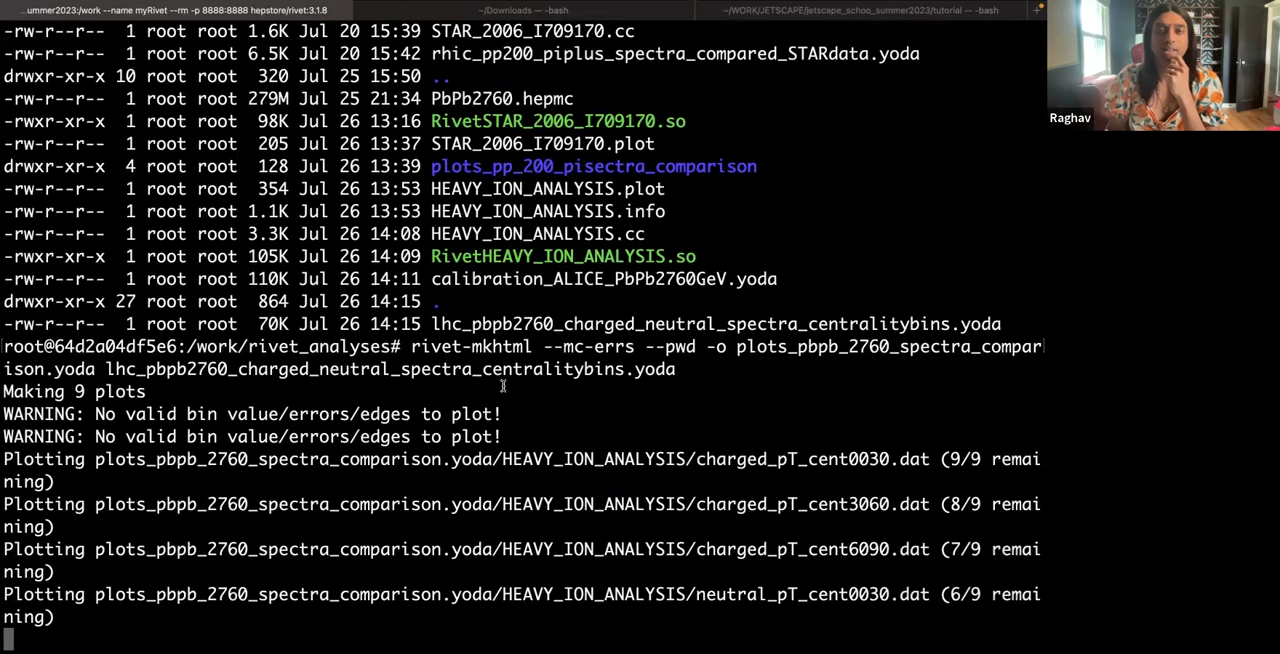 ...ummer2023:/work --name myRivet --rm -p 8888:8888 hepstore/rivet:3.1.8
~/Downloads — -bash
~/WORK/JETSCAPE/jetscape_schoo_summer2023/tutorial — -bash
+
-rw-r--r-- 1 root root 1.6K Jul 20 15:39 STAR_2006_I709170.cc
-rw-r--r-- 1 root root 6.5K Jul 20 15:42 rhic_pp200_piplus_spectra_compared_STARdata.yoda
drwxr-xr-x 10 root root 320 Jul 25 15:50 ..
-rwxr-xr-x 1 root root 279M Jul 25 21:34 PbPb2760.hepmc
-rwxr-xr-x 1 root root 98K Jul 26 13:16 RivetSTAR_2006_I709170.so
-rw-r--r-- 1 root root 205 Jul 26 13:37 STAR_2006_I709170.plot
drwxr-xr-x 4 root root 128 Jul 26 13:39 plots_pp_200_pisectra_comparison
-rw-r--r-- 1 root root 354 Jul 26 13:53 HEAVY_ION_ANALYSIS.plot
-rw-r--r-- 1 root root 1.1K Jul 26 13:53 HEAVY_ION_ANALYSIS.info
-rw-r--r-- 1 root root 3.3K Jul 26 14:08 HEAVY_ION_ANALYSIS.cc
-rwxr-xr-x 1 root root 105K Jul 26 14:09 RivetHEAVY_ION_ANALYSIS.so
-rw-r--r-- 1 root root 110K Jul 26 14:11 calibration_ALICE_PbPb2760GeV.yoda
drwxr-xr-x 27 root root 864 Jul 26 14:15 .
-rw-r--r-- 1 root root 70K Jul 26 14:15 lhc_pbpb2760_charged_neutral_spectra_centralitybins.yoda
root@64d2a04df5e6:/work/rivet_analyses# rivet-mkhtml --mc-errs --pwd -o plots_pbpb_2760_spectra_compar
ison.yoda lhc_pbpb2760_charged_neutral_spectra_centralitybins.yoda
Making 9 plots
WARNING: No valid bin value/errors/edges to plot!
WARNING: No valid bin value/errors/edges to plot!
Plotting plots_pbpb_2760_spectra_comparison.yoda/HEAVY_ION_ANALYSIS/charged_pT_cent0030.dat (9/9 remai
ning)
Plotting plots_pbpb_2760_spectra_comparison.yoda/HEAVY_ION_ANALYSIS/charged_pT_cent3060.dat (8/9 remai
ning)
Plotting plots_pbpb_2760_spectra_comparison.yoda/HEAVY_ION_ANALYSIS/charged_pT_cent6090.dat (7/9 remai
ning)
Plotting plots_pbpb_2760_spectra_comparison.yoda/HEAVY_ION_ANALYSIS/neutral_pT_cent0030.dat (6/9 remai
ning)
Raghav